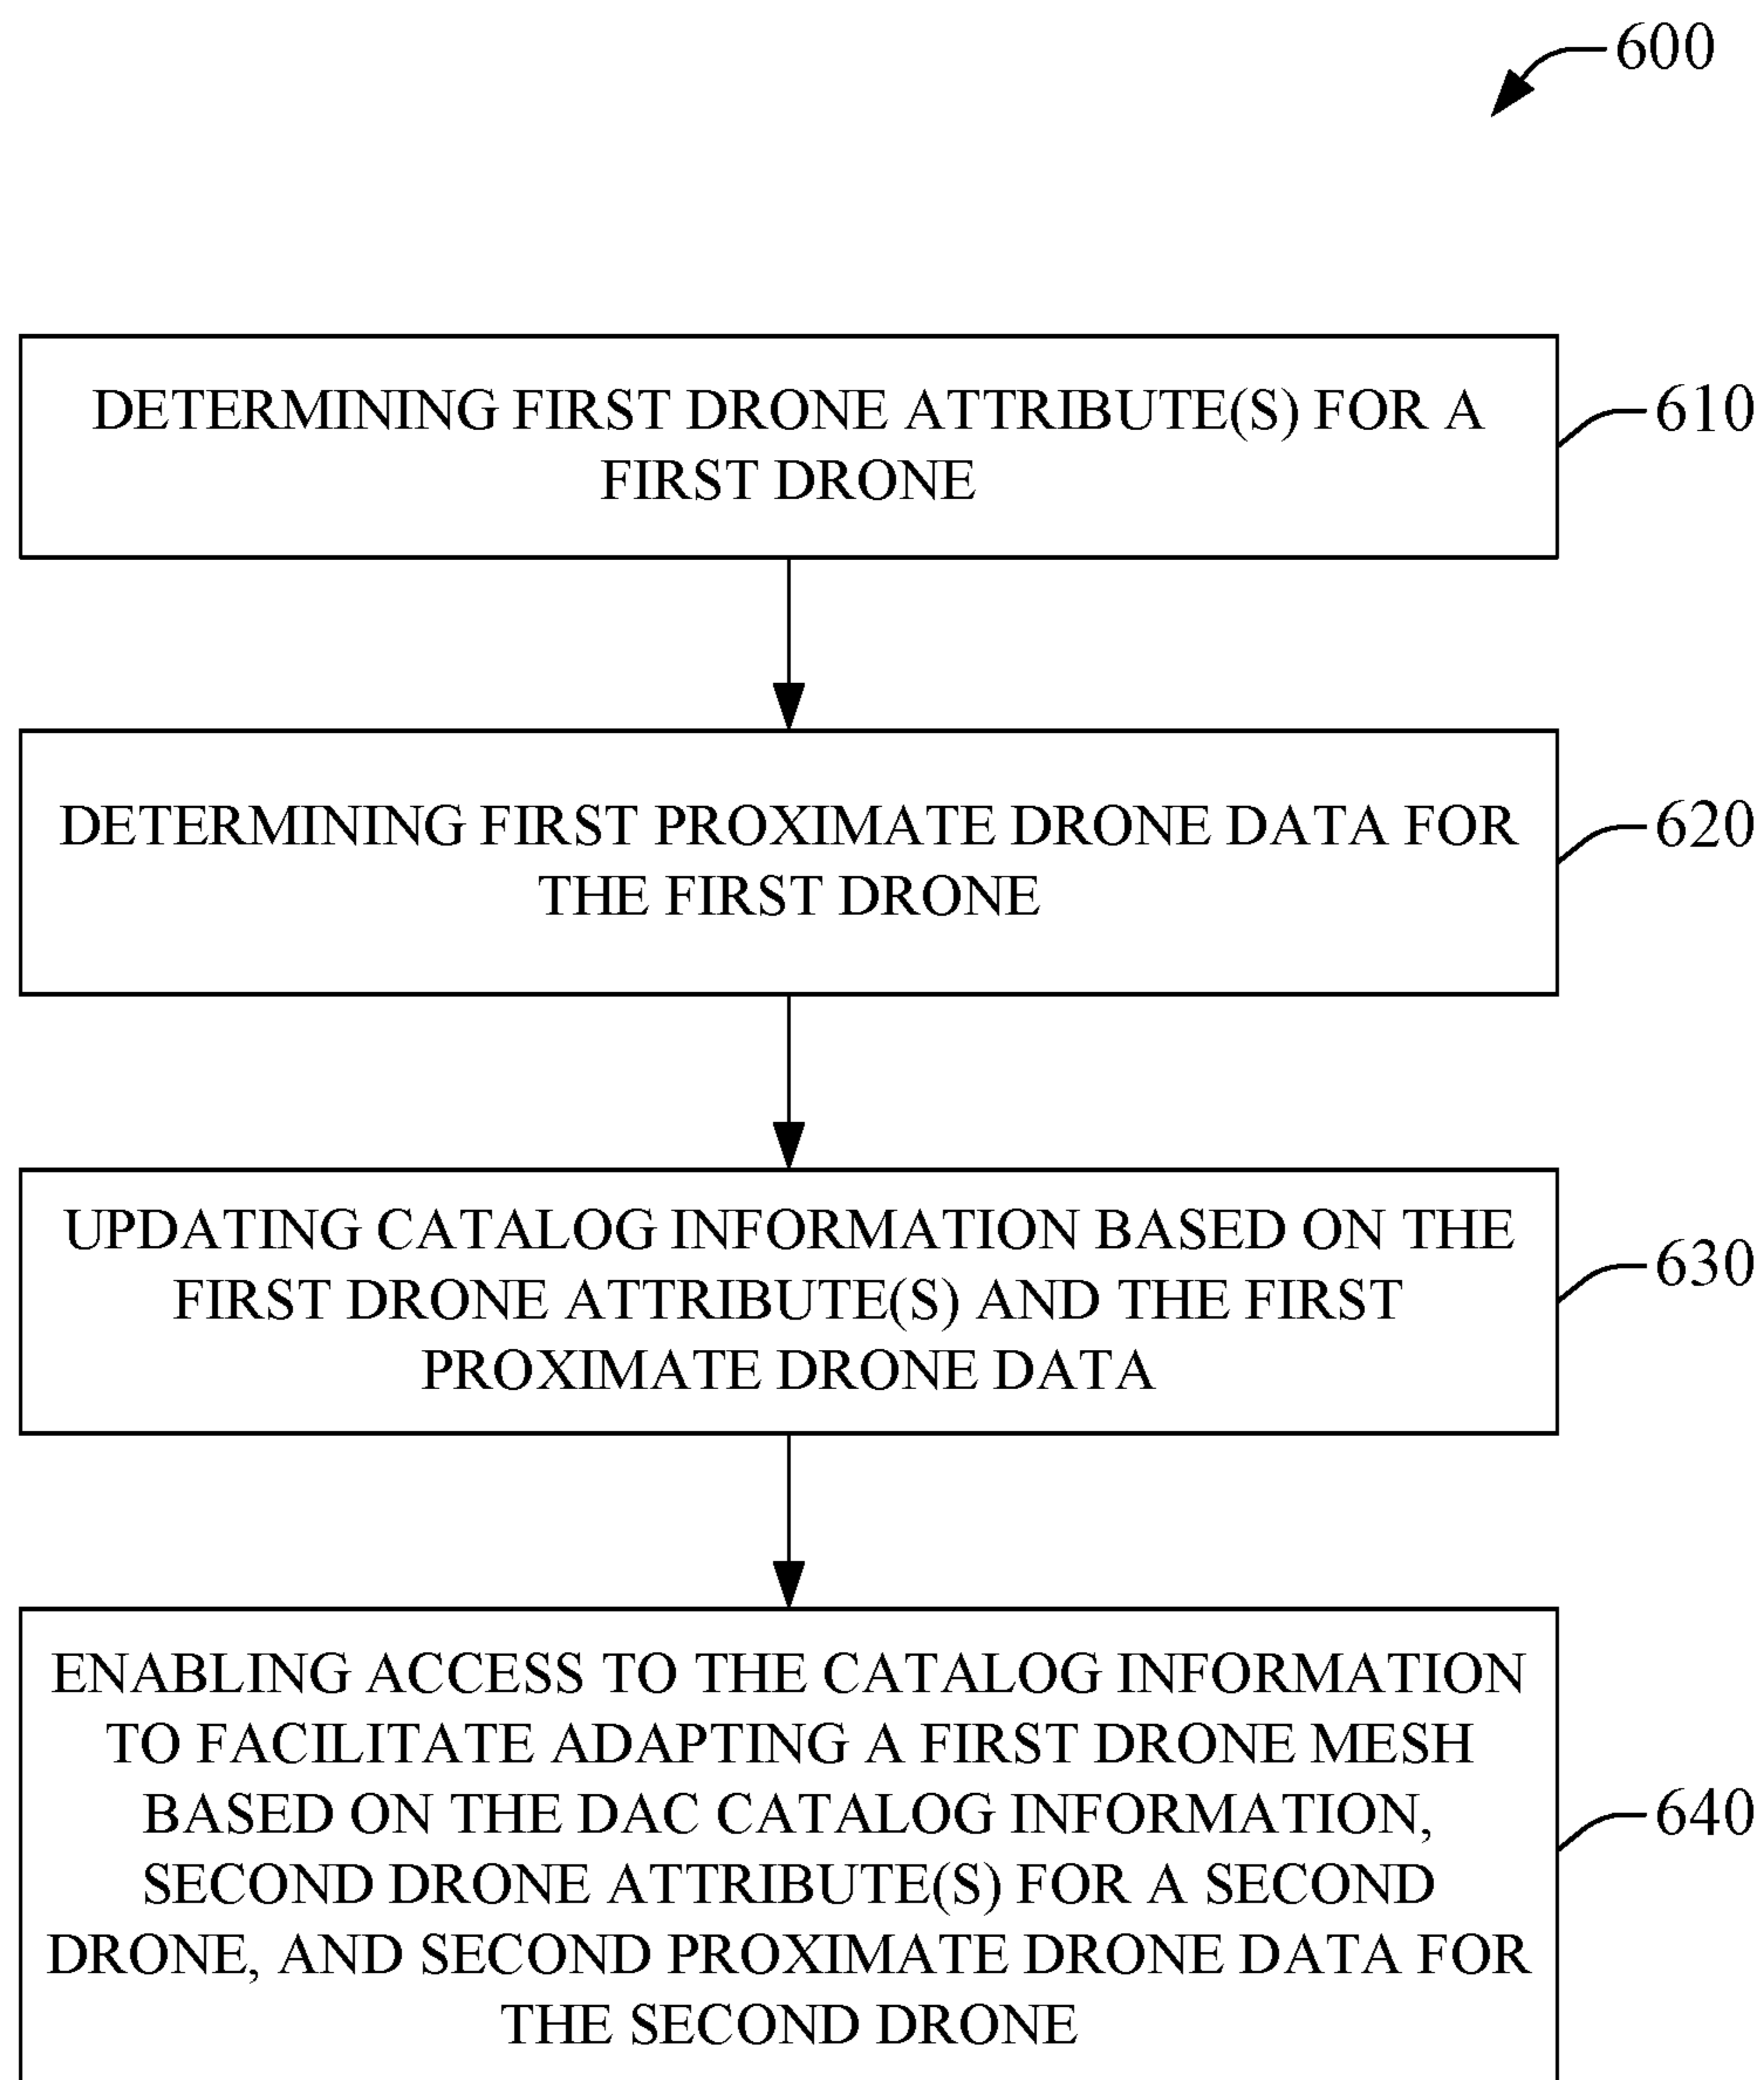 600
DETERMINING FIRST DRONE ATTRIBUTE(S) FOR A
FIRST DRONE
610
DETERMINING FIRST PROXIMATE DRONE DATA FOR
THE FIRST DRONE
620
UPDATING CATALOG INFORMATION BASED ON THE
FIRST DRONE ATTRIBUTE(S) AND THE FIRST
PROXIMATE DRONE DATA
630
ENABLING ACCESS TO THE CATALOG INFORMATION
TO FACILITATE ADAPTING A FIRST DRONE MESH
BASED ON THE DAC CATALOG INFORMATION,
SECOND DRONE ATTRIBUTE(S) FOR A SECOND
DRONE, AND SECOND PROXIMATE DRONE DATA FOR
THE SECOND DRONE
640